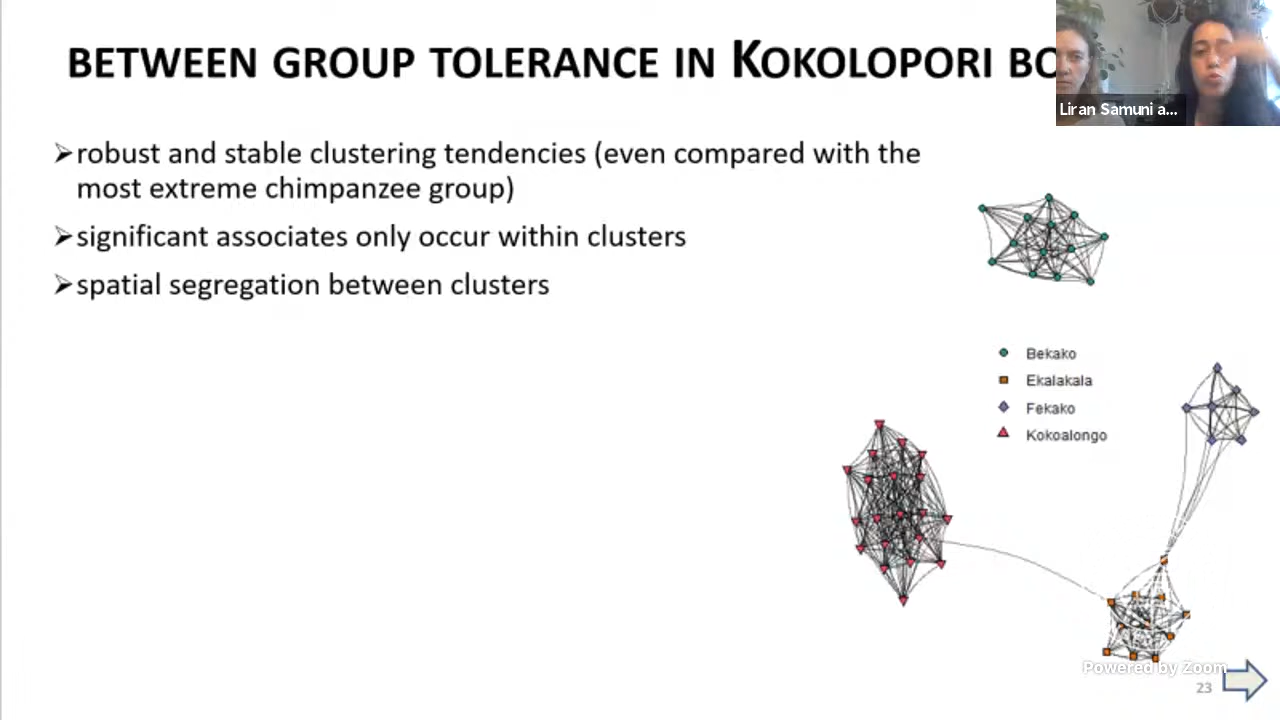 BETWEEN GROUP TOLERANCE IN KOKOLOPORI BO
Liran Samuni a...
➢robust and stable clustering tendencies (even compared with the
most extreme chimpanzee group)
➢significant associates only occur within clusters
➢spatial segregation between clusters
Bekako
Ekalakala
Fekako
Kokoalongo
Powered by Zoom
23